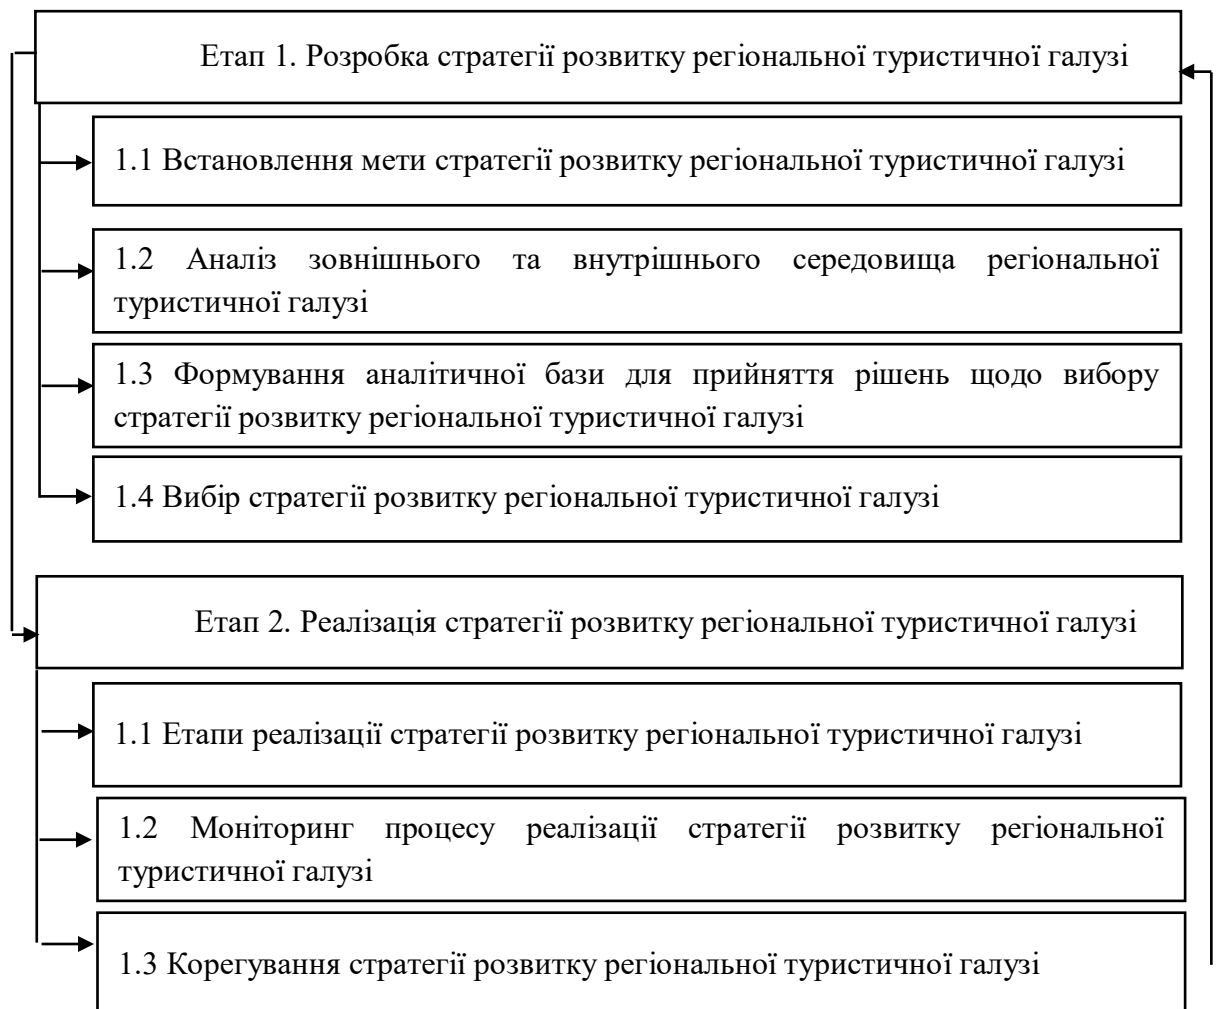 Етап 1. Розробка стратегії розвитку регіональної туристичної галузі
1.1 Встановлення мети стратегії розвитку регіональної туристичної галузі
1.2 Аналіз зовнішнього та внутрішнього середовища регіональної
туристичної галузі
1.3 Формування аналітичної бази для прийняття рішень щодо вибору
стратегії розвитку регіональної туристичної галузі
1.4 Вибір стратегії розвитку регіональної туристичної галузі
Етап 2. Реалізація стратегії розвитку регіональної туристичної галузі
1.1 Етапи реалізації стратегії розвитку регіональної туристичної галузі
1.2 Моніторинг процесу реалізації стратегії розвитку регіональної
туристичної галузі
1.3 Корегування стратегії розвитку регіональної туристичної галузі